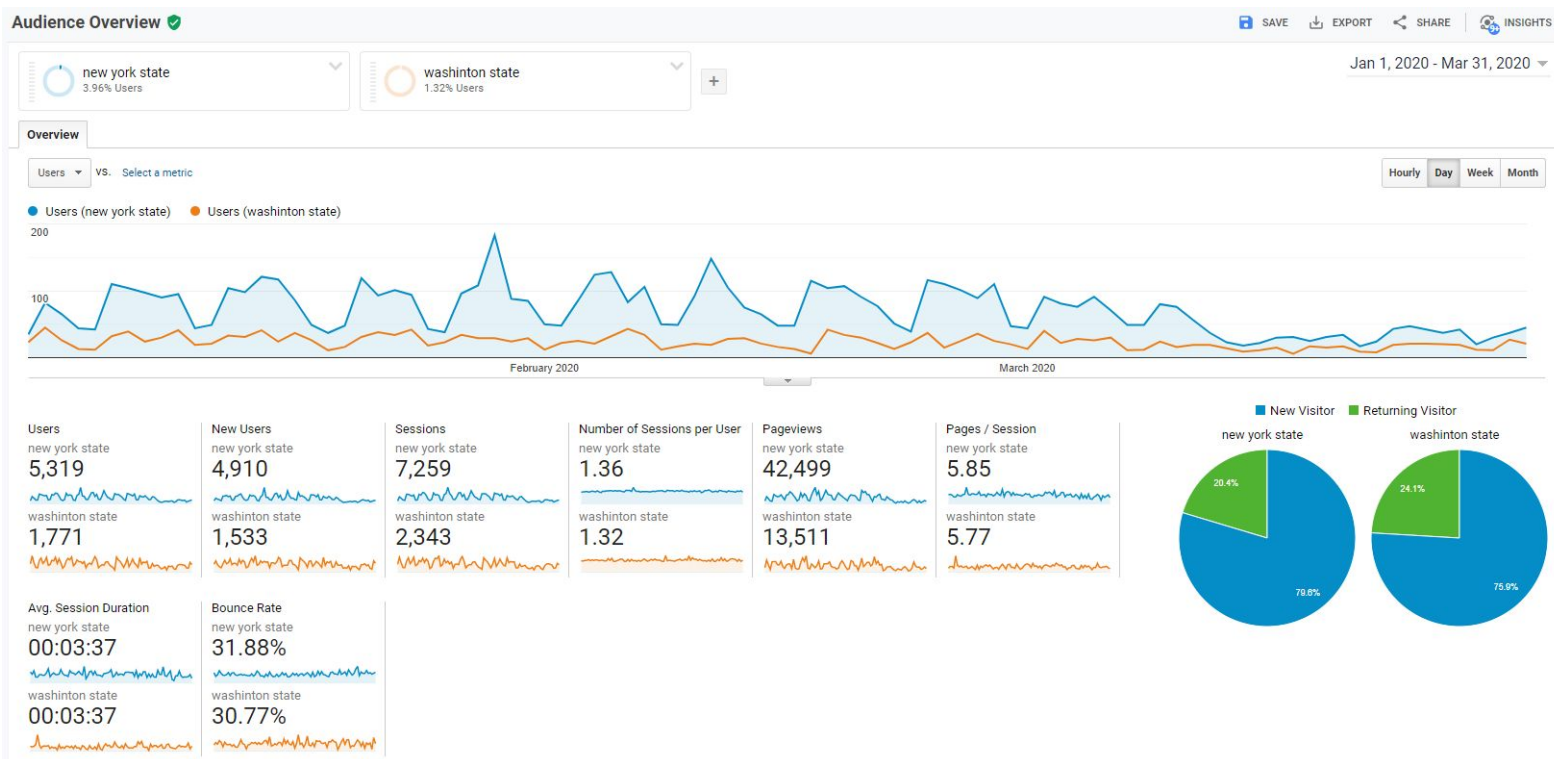 Audience Overview
SAVE EXPORT SHARE INSIGHTS
9+
new york state
3.96% Users
washinton state
1.32% Users
+
Jan 1, 2020 - Mar 31, 2020
Overview
Users VS. Select a metric
Hourly Day Week Month
Users (new york state) Users (washinton state)
200
100
February 2020 March 2020
Users
new york state
5,319
washinton state
1,771
New Users
new york state
4,910
washinton state
1,533
Sessions
new york state
7,259
washinton state
2,343
Number of Sessions per User
new york state
1.36
washinton state
1.32
Pageviews
new york state
42,499
washinton state
13,511
Pages / Session
new york state
5.85
washinton state
5.77
Avg. Session Duration
new york state
00:03:37
washinton state
00:03:37
Bounce Rate
new york state
31.88%
washinton state
30.77%
New Visitor Returning Visitor
new york state
20.4%
79.6%
washinton state
24.1%
75.9%